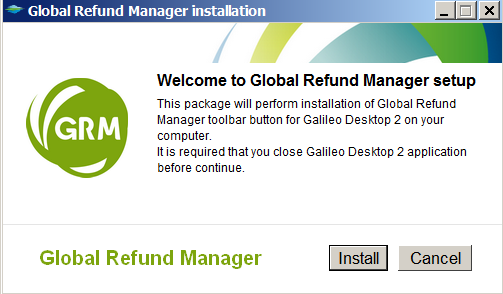 Global Refund Manager installation
GRM
Welcome to Global Refund Manager setup
This package will perform installation of Global Refund
Manager toolbar button for Galileo Desktop 2 on your
computer.
It is required that you close Galileo Desktop 2 application
before continue.
Global Refund Manager
Install
Cancel